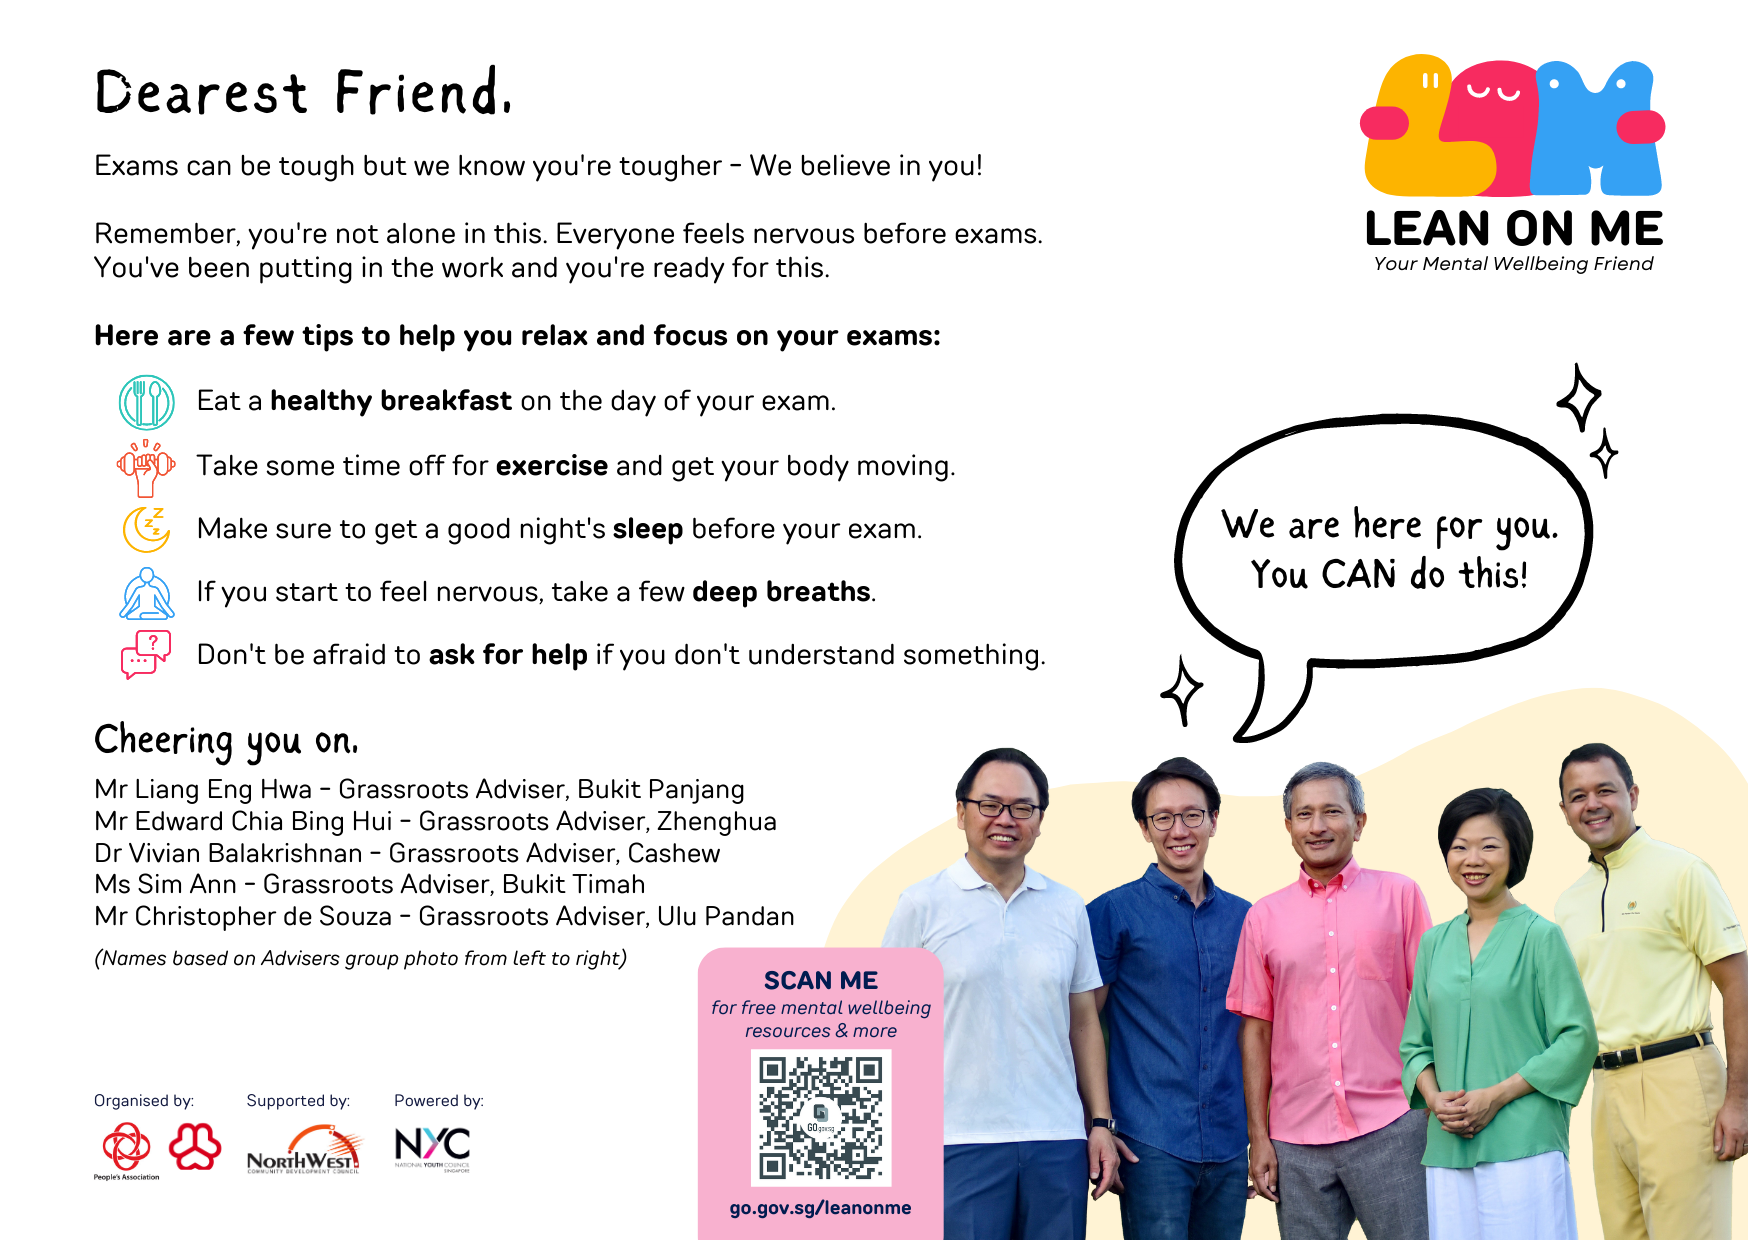 Dearest Friend,
Exams can be tough but we know you're tougher - We believe in you!
Remember, you're not alone in this. Everyone feels nervous before exams.
You've been putting in the work and you're ready for this.
Here are a few tips to help you relax and focus on your exams:
Eat a healthy breakfast on the day of your exam.
Take some time off for exercise and get your body moving.
Make sure to get a good night's sleep before your exam.
If you start to feel nervous, take a few deep breaths.
Don't be afraid to ask for help if you don't understand something.
Cheering you on,
Mr Liang Eng Hwa - Grassroots Adviser, Bukit Panjang
Mr Edward Chia Bing Hui - Grassroots Adviser, Zhenghua
Dr Vivian Balakrishnan - Grassroots Adviser, Cashew
Ms Sim Ann - Grassroots Adviser, Bukit Timah
Mr Christopher de Souza - Grassroots Adviser, Ulu Pandan
(Names based on Advisers group photo from left to right)
Organised by:
People's Association
Supported by:
NORTHWEST
COMMUNITY DEVELOPMENT COUNCIL
Powered by:
NYC
NATIONAL YOUTH COUNCIL
SINGAPORE
LEAN ON ME
Your Mental Wellbeing Friend
We are here for you.
You CAN do this!
SCAN ME
for free mental wellbeing
resources & more
GO.gov.sg
go.gov.sg/leanonme